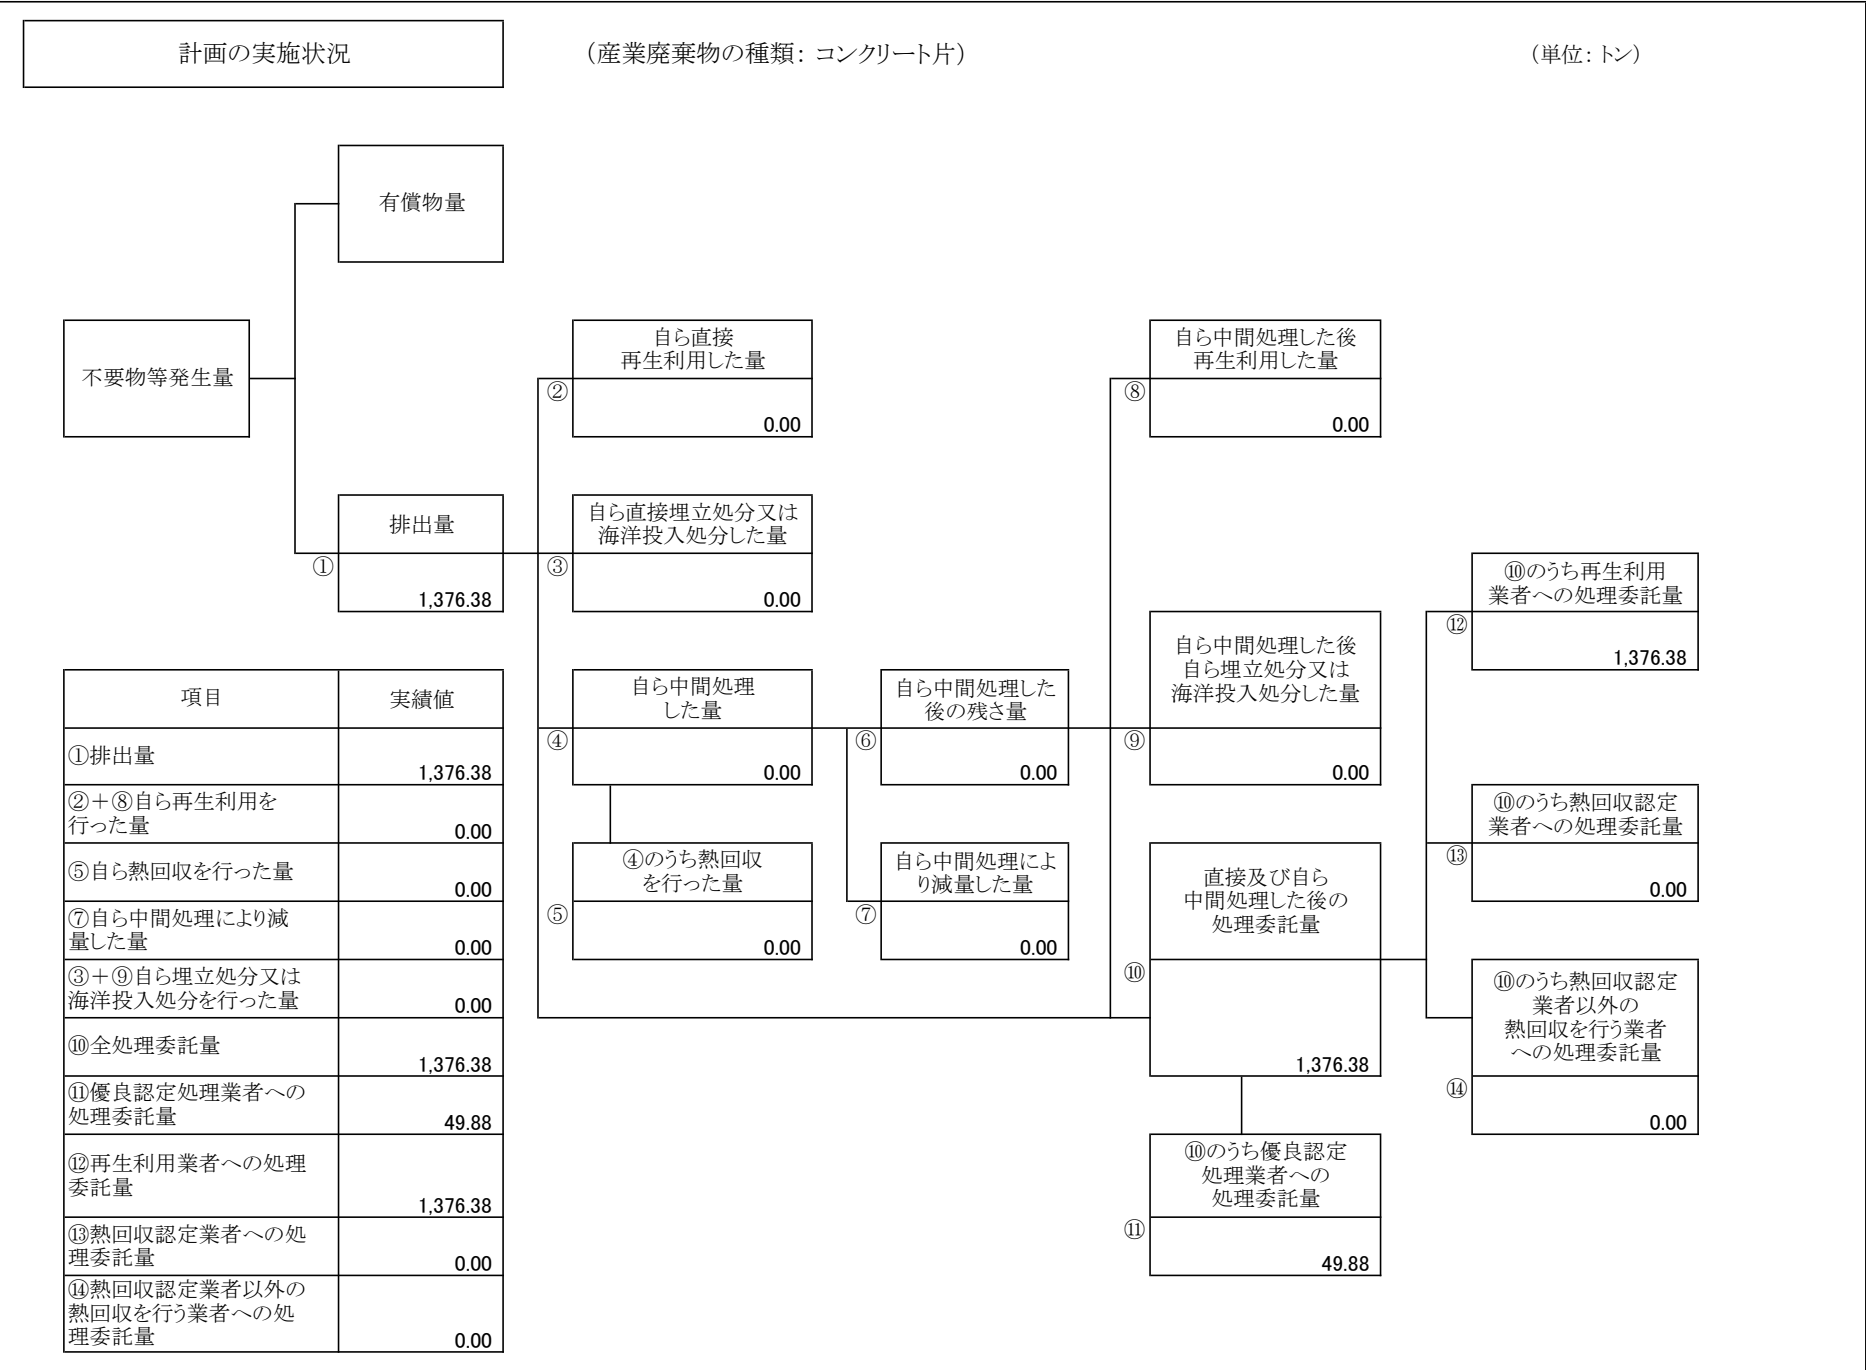 計画の実施状況
（産業廃棄物の種類：コンクリート片）
（単位：トン）
有償物量
不要物等発生量
自ら直接
再生利用した量
②
0.00
自ら中間処理した後
再生利用した量
⑧
0.00
排出量
①
1,376.38
自ら直接埋立処分又は
海洋投入処分した量
③
0.00
⑩のうち再生利用
業者への処理委託量
⑫
1,376.38
自ら中間処理
した量
④
0.00
自ら中間処理した
後の残さ量
⑥
0.00
自ら中間処理した後
自ら埋立処分又は
海洋投入処分した量
⑨
0.00
⑩のうち熱回収認定
業者への処理委託量
⑬
0.00
④のうち熱回収
を行った量
⑤
0.00
自ら中間処理によ
り減量した量
⑦
0.00
直接及び自ら
中間処理した後の
処理委託量
⑩
1,376.38
⑩のうち熱回収認定
業者以外の
熱回収を行う業者
への処理委託量
⑭
0.00
⑩のうち優良認定
処理業者への
処理委託量
⑪
49.88
項目 実績値
①排出量
1,376.38
②＋⑧自ら再生利用を
行った量
0.00
⑤自ら熱回収を行った量
0.00
⑦自ら中間処理により減
量した量
0.00
③＋⑨自ら埋立処分又は
海洋投入処分を行った量
0.00
⑩全処理委託量
1,376.38
⑪優良認定処理業者への
処理委託量
49.88
⑫再生利用業者への処理
委託量
1,376.38
⑬熱回収認定業者への処
理委託量
0.00
⑭熱回収認定業者以外の
熱回収を行う業者への処
理委託量
0.00